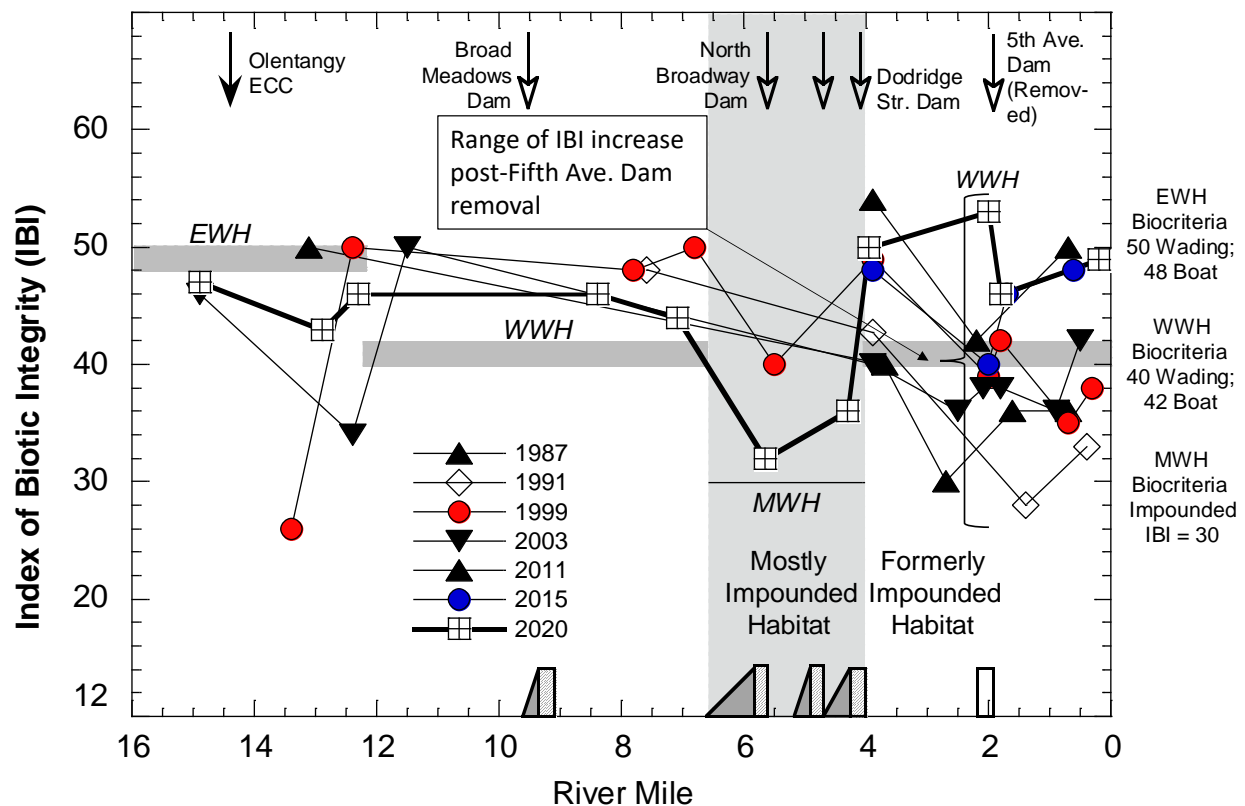 Olentangy
ECC
Broad
Meadows
Dam
North
Broadway
Dam
Dodridge
Str. Dam
5th Ave.
Dam
(Remov-
ed)
Range of IBI increase
post-Fifth Ave. Dam
removal
EWH
WWH
WWH
MWH
Mostly
Impounded
Habitat
Formerly
Impounded
Habitat
1987
1991
1999
2003
2011
2015
2020
Index of Biotic Integrity (IBI)
60
50
40
30
20
12
16
14
12
10
8
6
4
2
0
River Mile
EWH
Biocriteria
50 Wading;
48 Boat
WWH
Biocriteria
40 Wading;
42 Boat
MWH
Biocriteria
Impounded
IBI = 30